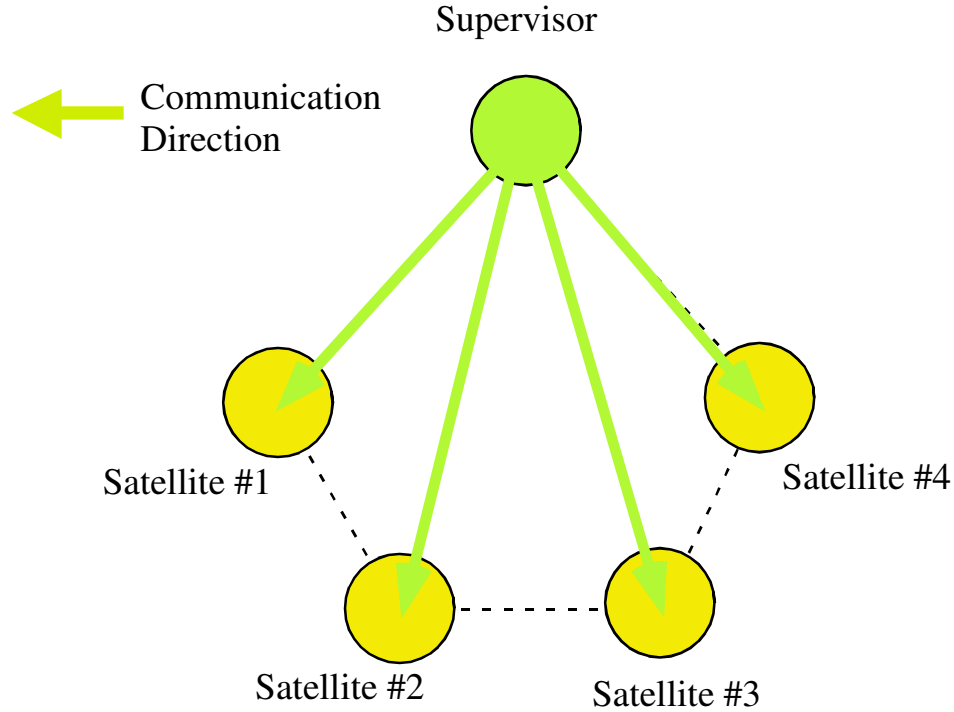 Supervisor
Communication
Direction
Satellite #1
Satellite #4
Satellite #2
Satellite #3